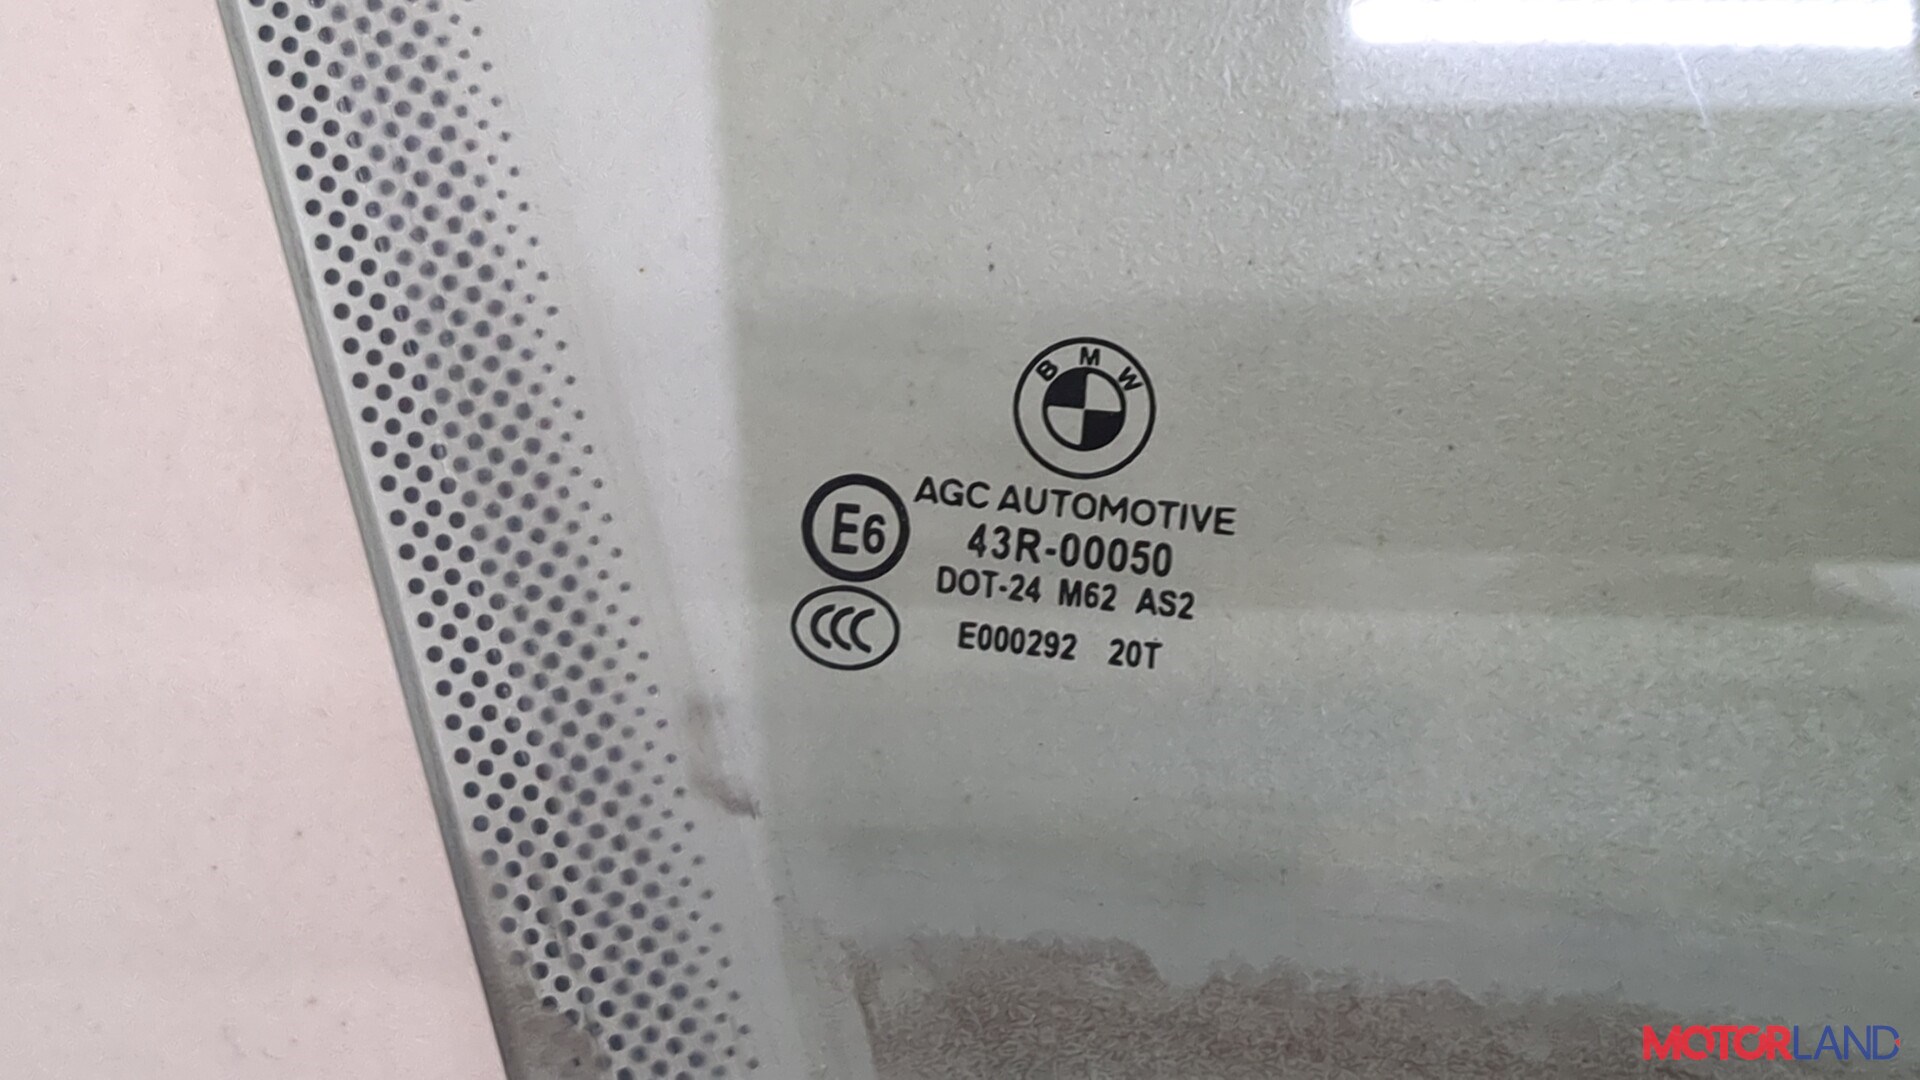 BMW
AGC AUTOMOTIVE
E6
43R-00050
DOT-24 M62 AS2
CCC
E000292 20T
MOTORLAND